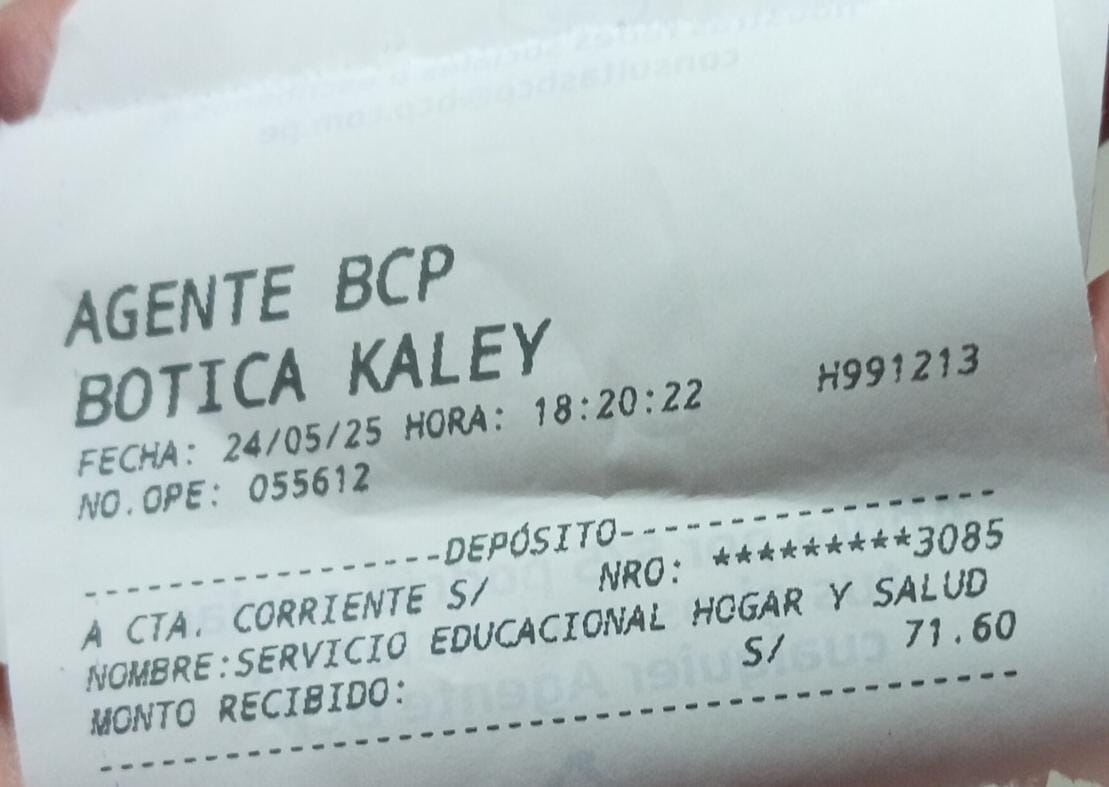 AGENTE BCP
BOTICA KALEY
FECHA: 24/05/25 HORA: 18:20:22 H991213
NO.OPE: 055612
----------------DEPÓSITO-----------------
A CTA. CORRIENTE S/ NRO: *********3085
NOMBRE:SERVICIO EDUCACIONAL HOGAR Y SALUD
MONTO RECIBIDO: S/ 71.60
-----------------------------------------